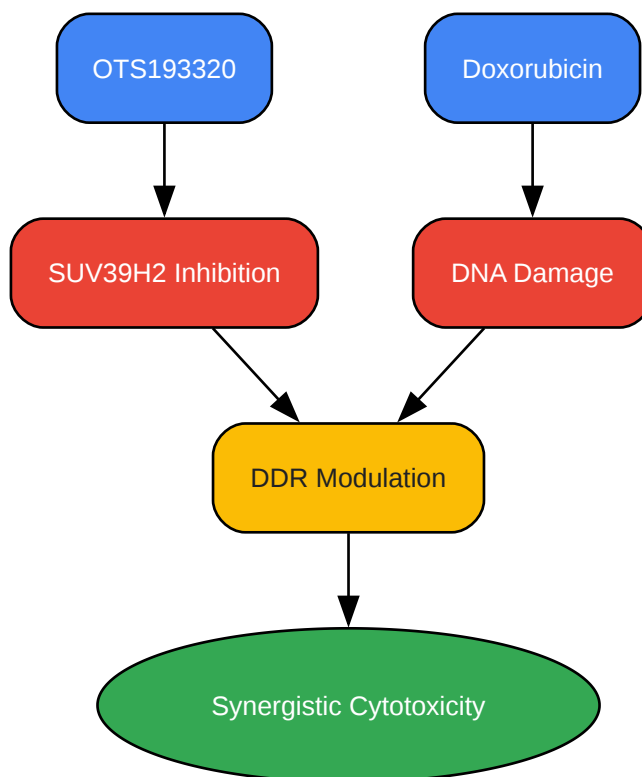 OTS193320
Doxorubicin
SUV39H2 Inhibition
DNA Damage
DDR Modulation
Synergistic Cytotoxicity